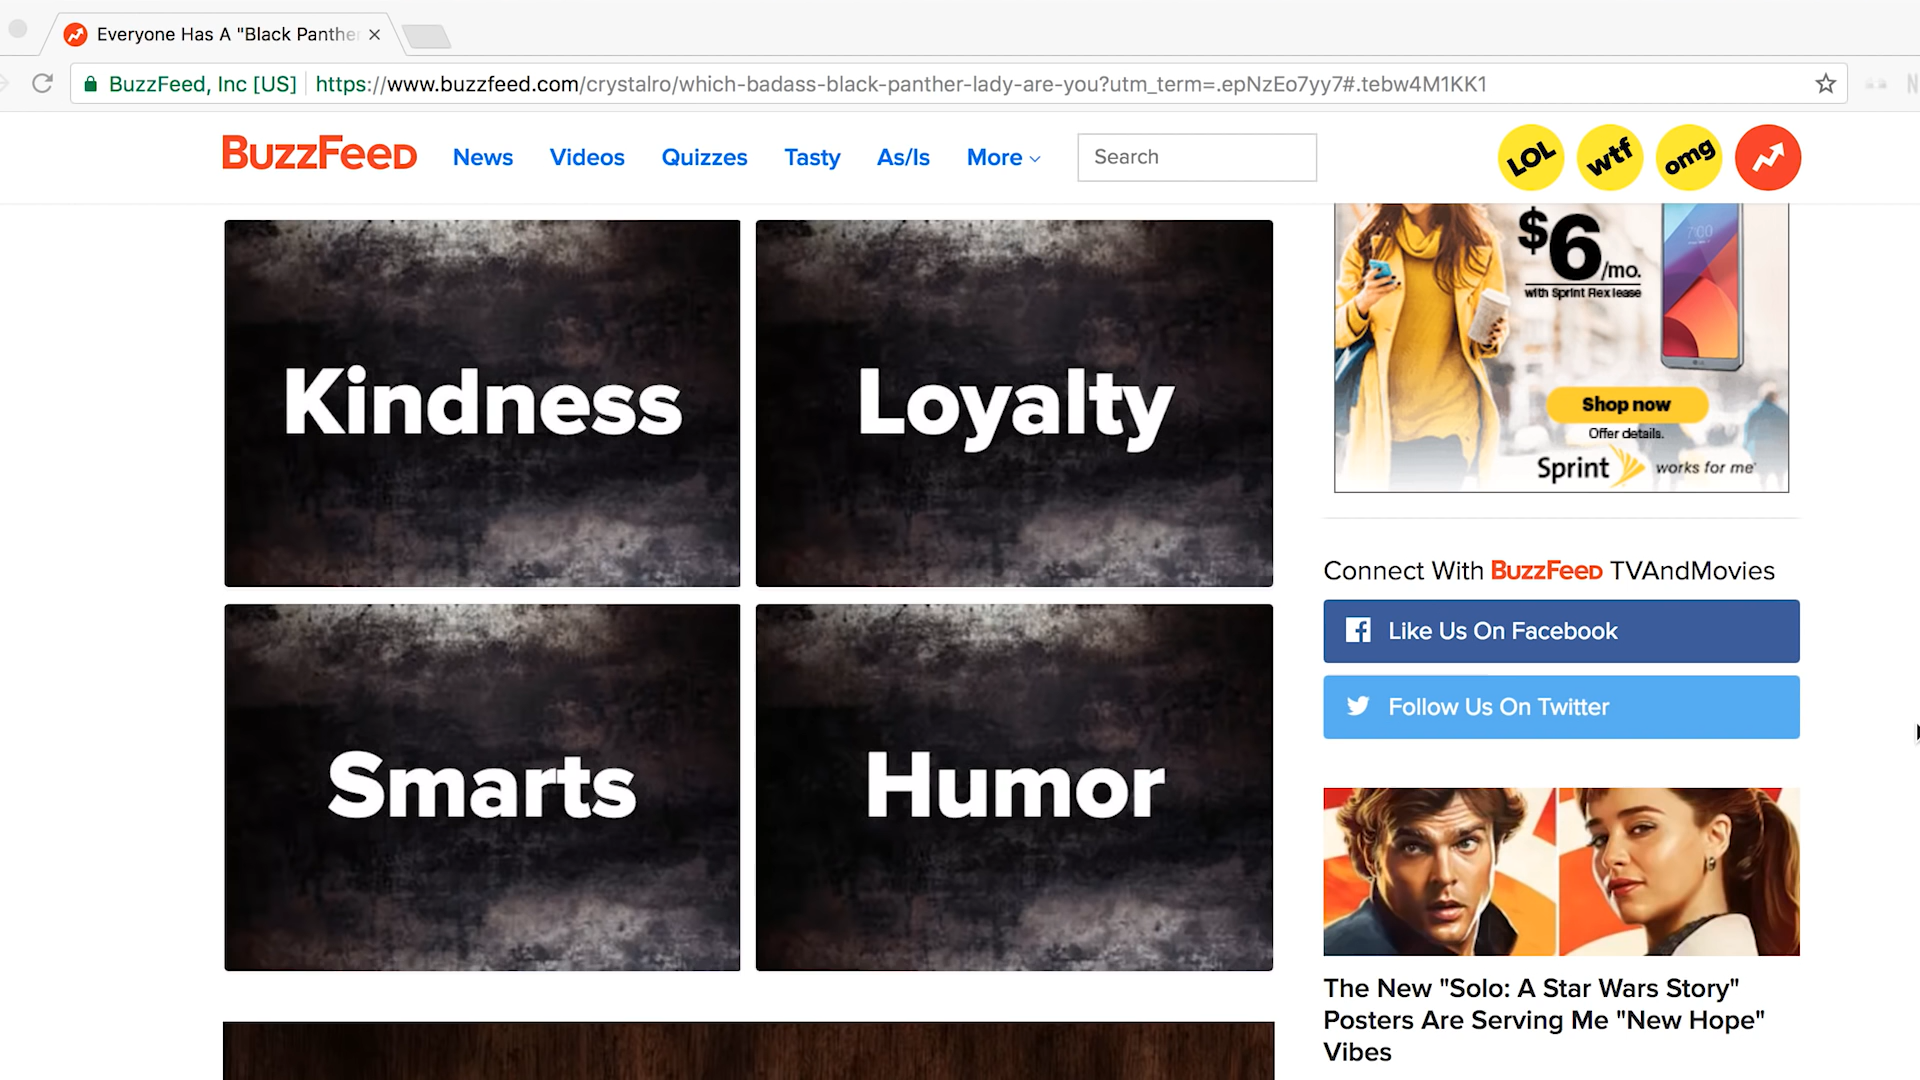 Everyone Has A "Black Panthe
BuzzFeed, Inc [US]
https://www.buzzfeed.com/crystalro/which-badass-black-panther-lady-are-you?utm_term=.epNzEo7yy7#.tebw4M1KK1
BuzzFeed
News
Videos
Quizzes
Tasty
As/Is
More
Search
LOL
wtf
omg
Kindness
Loyalty
Smarts
Humor
$6/mo.
with Sprint Flex lease
7:00
LG
Shop now
Offer details.
Sprint works for me
Connect With BuzzFeed TVAndMovies
Like Us On Facebook
Follow Us On Twitter
The New "Solo: A Star Wars Story"
Posters Are Serving Me "New Hope"
Vibes